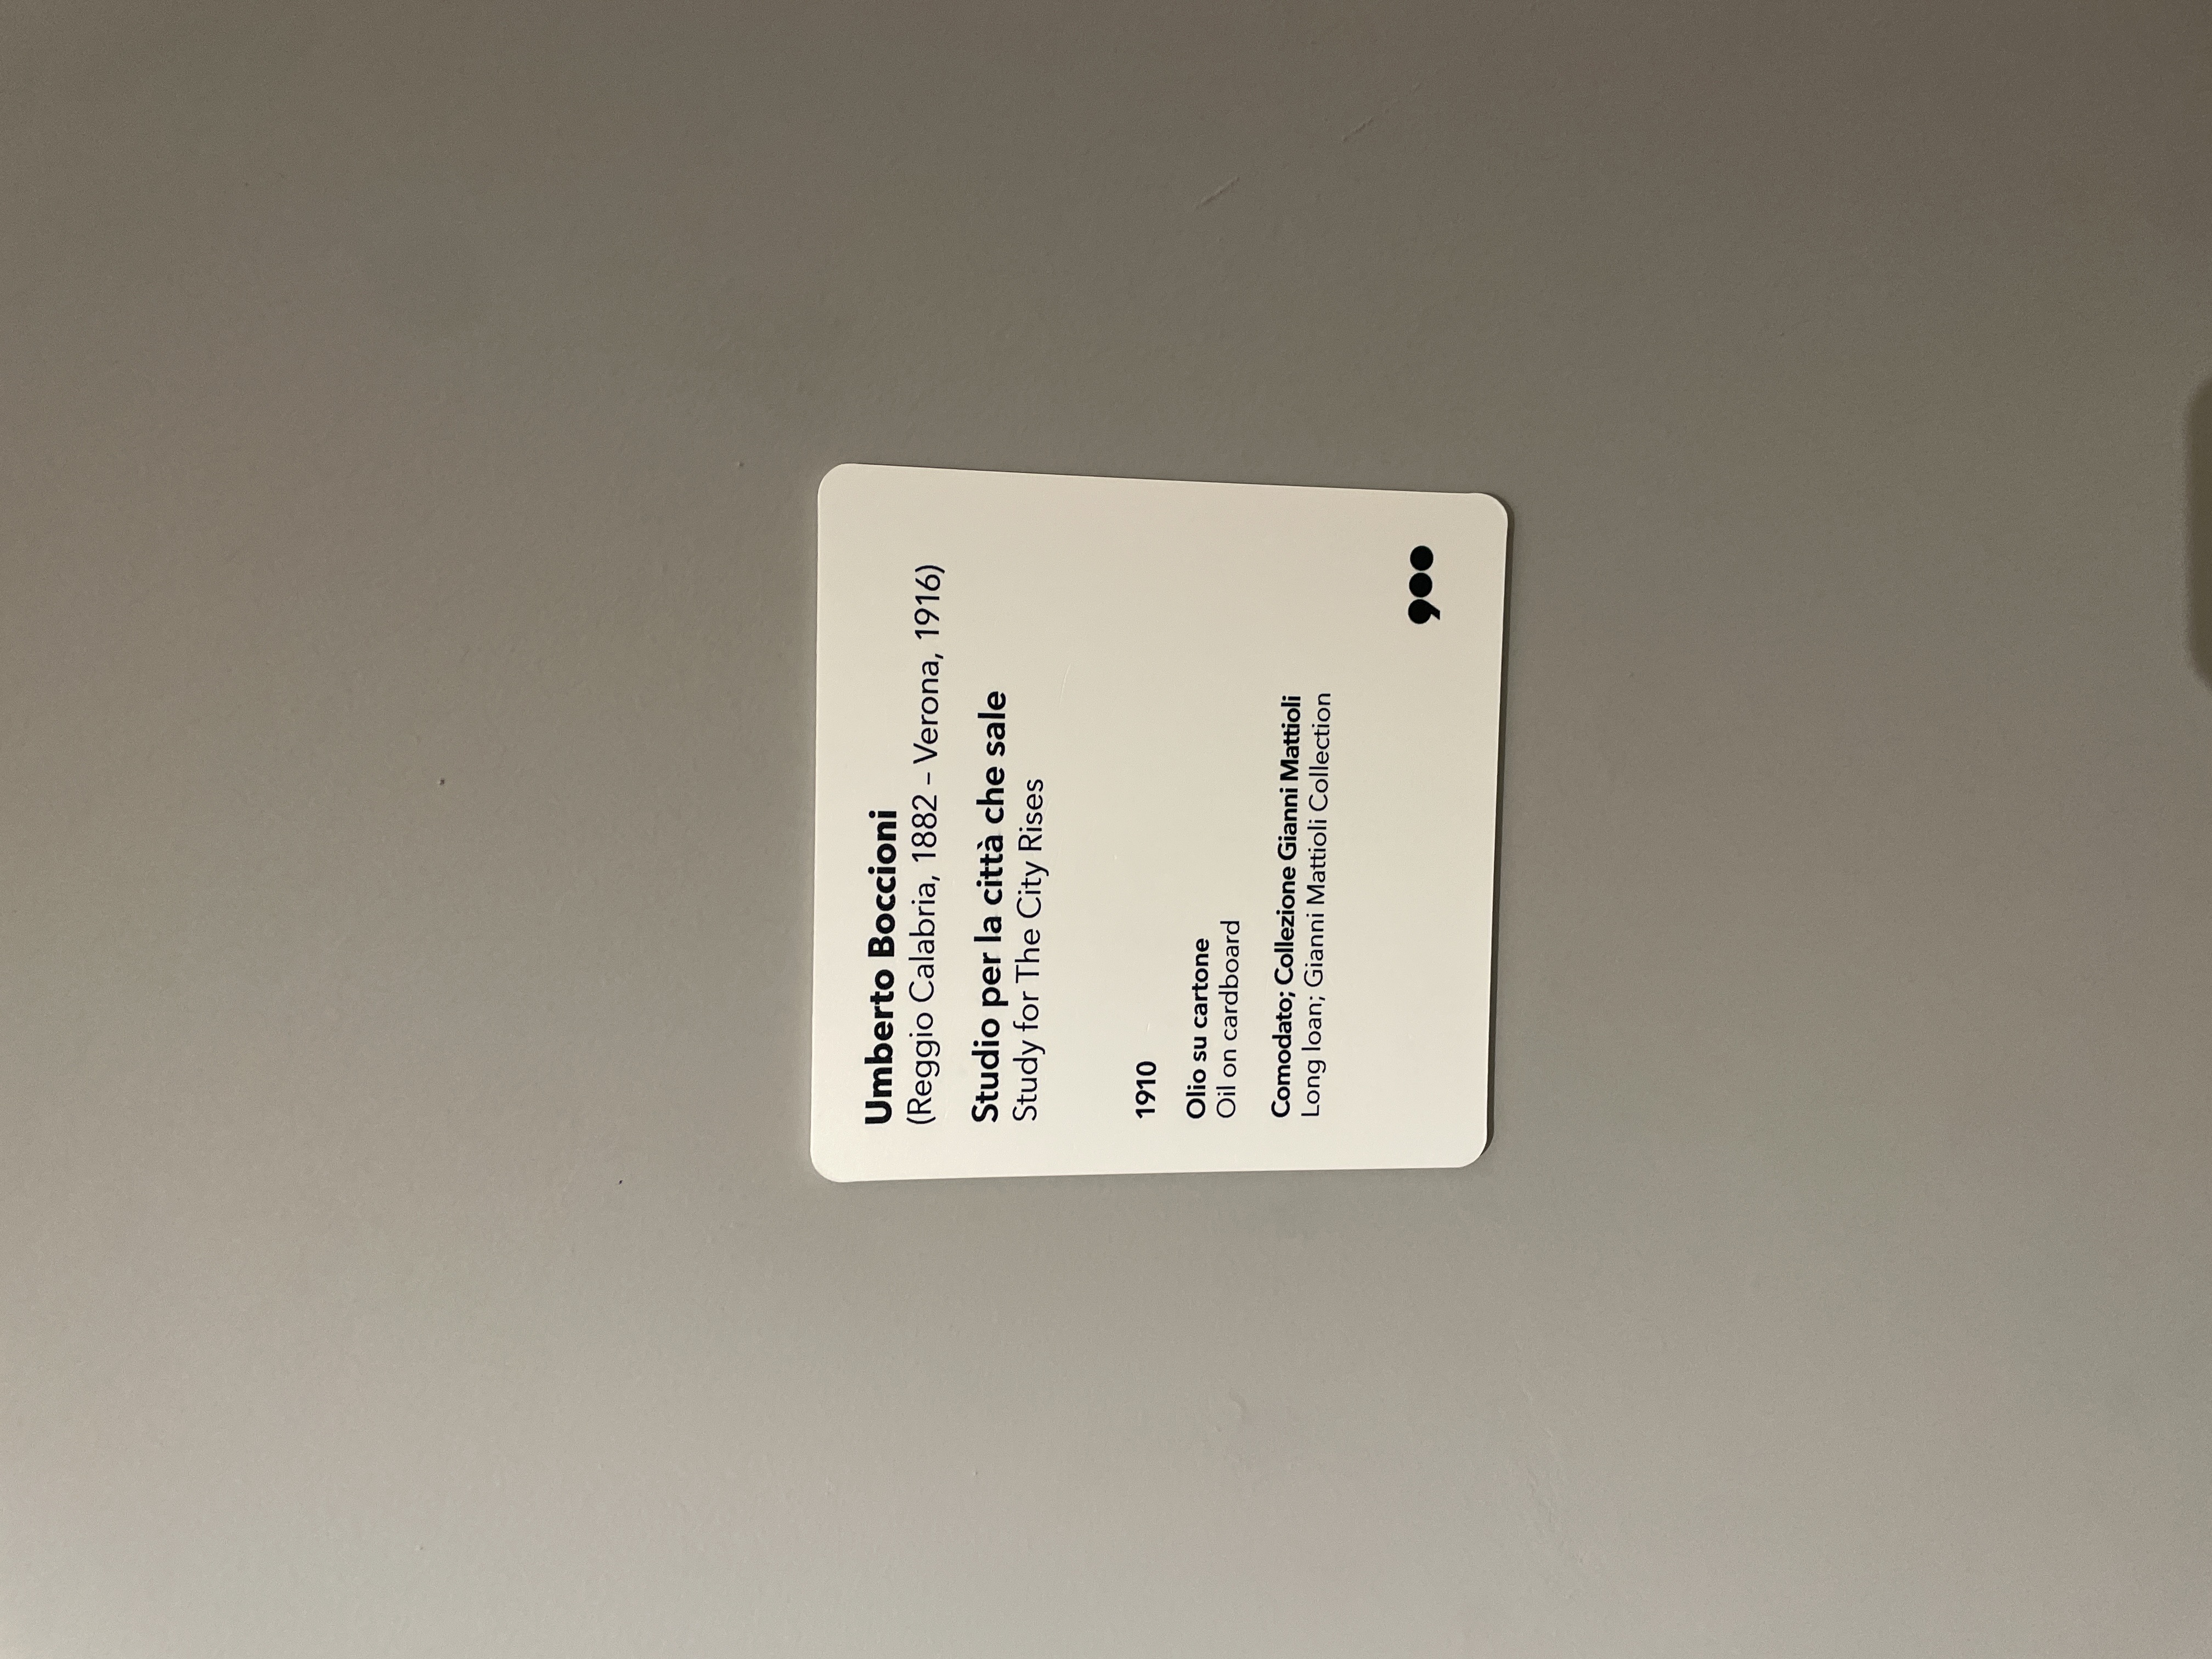 Umberto Boccioni
(Reggio Calabria, 1882 – Verona, 1916)
Studio per la città che sale
Study for The City Rises
1910
Olio su cartone
Oil on cardboard
Comodato; Collezione Gianni Mattioli
Long loan; Gianni Mattioli Collection
900